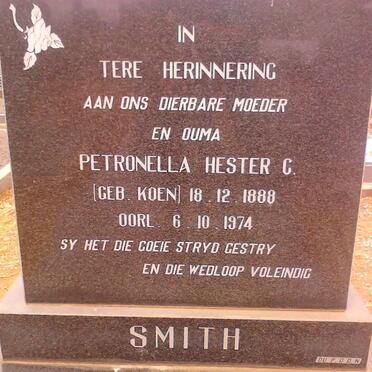 IN
TERE HERINNERING
AAN ONS DIERBARE MOEDER
EN OUMA
PETRONELLA HESTER C.
[GEB. KOEN] 18.12.1888
OORL. 6.10.1974
SY HET DIE GOEIE STRYD GESTRY
EN DIE WEDLOOP VOLEINDIG
SMITH